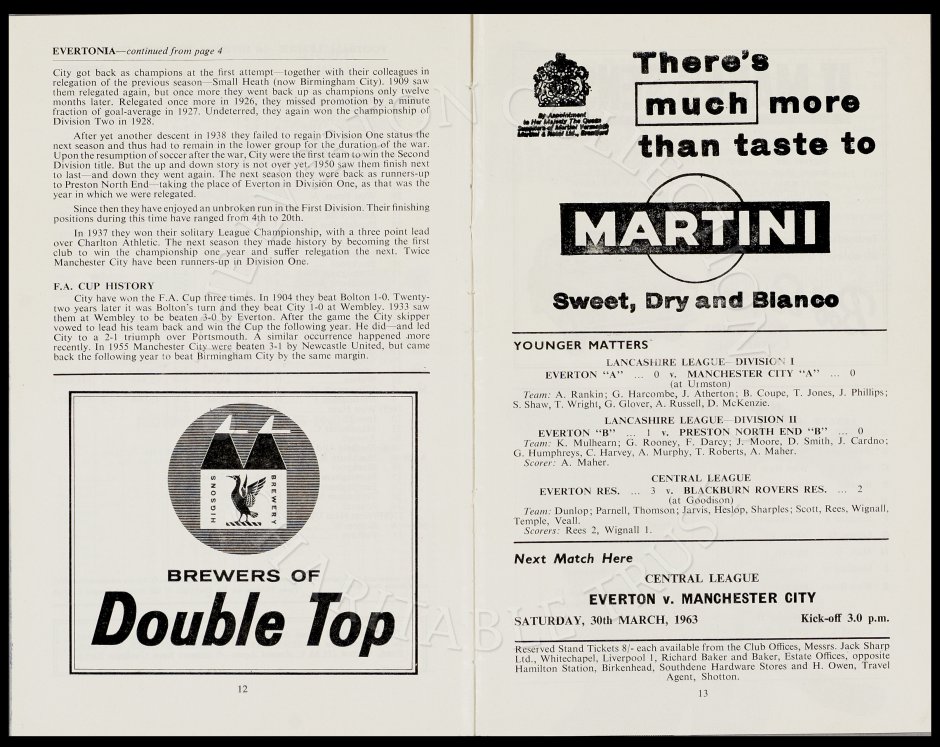 EVERTONIA—continued from page 4
City got back as champions at the first attempt—together with their colleagues in
relegation of the previous season—Small Heath (now Birmingham City). 1909 saw
them relegated again, but once more they went back up as champions only twelve
months later. Relegated once more in 1926, they missed promotion by a minute
fraction of goal-average in 1927. Undeterred, they again won the championship of
Division Two in 1928.
After yet another descent in 1938 they failed to regain Division One status the
next season and thus had to remain in the lower group for the duration of the war.
Upon the resumption of soccer after the war, City were the first team to win the Second
Division title. But the up and down story is not over yet. 1950 saw them finish next
to last—and down they went again. The next season they were back as runners-up
to Preston North End—taking the place of Everton in Division One, as that was the
year in which we were relegated.
Since then they have enjoyed an unbroken run in the First Division. Their finishing
positions during this time have ranged from 4th to 20th.
In 1937 they won their solitary League Championship, with a three point lead
over Charlton Athletic. The next season they made history by becoming the first
club to win the championship one year and suffer relegation the next. Twice
Manchester City have been runners-up in Division One.
F.A. CUP HISTORY
City have won the F.A. Cup three times. In 1904 they beat Bolton 1-0. Twenty-
two years later it was Bolton's turn and they beat City 1-0 at Wembley. 1933 saw
them at Wembley to be beaten 3-0 by Everton. After the game the City skipper
vowed to lead his team back and win the Cup the following year. He did—and led
City to a 2-1 triumph over Portsmouth. A similar occurrence happened more
recently. In 1955 Manchester City were beaten 3-1 by Newcastle United, but came
back the following year to beat Birmingham City by the same margin.
HIGSONS BREWERY
BREWERS OF
Double Top
12
There's
much more
than taste to
By Appointment
to Her Majesty The Queen
Suppliers of Martini Vermouth
Martini & Rossi Ltd., London
MARTINI
Sweet, Dry and Bianco
YOUNGER MATTERS
LANCASHIRE LEAGUE—DIVISION I
EVERTON "A" ... 0 v. MANCHESTER CITY "A" ... 0
(at Urmston)
Team: A. Rankin; G. Harcombe, J. Atherton; B. Coupe, T. Jones, J. Phillips;
S. Shaw, T. Wright, G. Glover, A. Russell, D. McKenzie.
LANCASHIRE LEAGUE—DIVISION II
EVERTON "B" ... 1 v. PRESTON NORTH END "B" ... 0
Team: K. Mulhearn; G. Rooney, F. Darcy; J. Moore, D. Smith, J. Cardno;
G. Humphreys, C. Harvey, A. Murphy, T. Roberts, A. Maher.
Scorer: A. Maher.
CENTRAL LEAGUE
EVERTON RES. ... 3 v. BLACKBURN ROVERS RES. ... 2
(at Goodison)
Team: Dunlop; Parnell, Thomson; Jarvis, Heslop, Sharples; Scott, Rees, Wignall,
Temple, Veall.
Scorers: Rees 2, Wignall 1.
Next Match Here
CENTRAL LEAGUE
EVERTON v. MANCHESTER CITY
SATURDAY, 30th MARCH, 1963 Kick-off 3.0 p.m.
Reserved Stand Tickets 8/- each available from the Club Offices, Messrs. Jack Sharp
Ltd., Whitechapel, Liverpool 1, Richard Baker and Baker, Estate Offices, opposite
Hamilton Station, Birkenhead, Southdene Hardware Stores and H. Owen, Travel
Agent, Shotton.
13